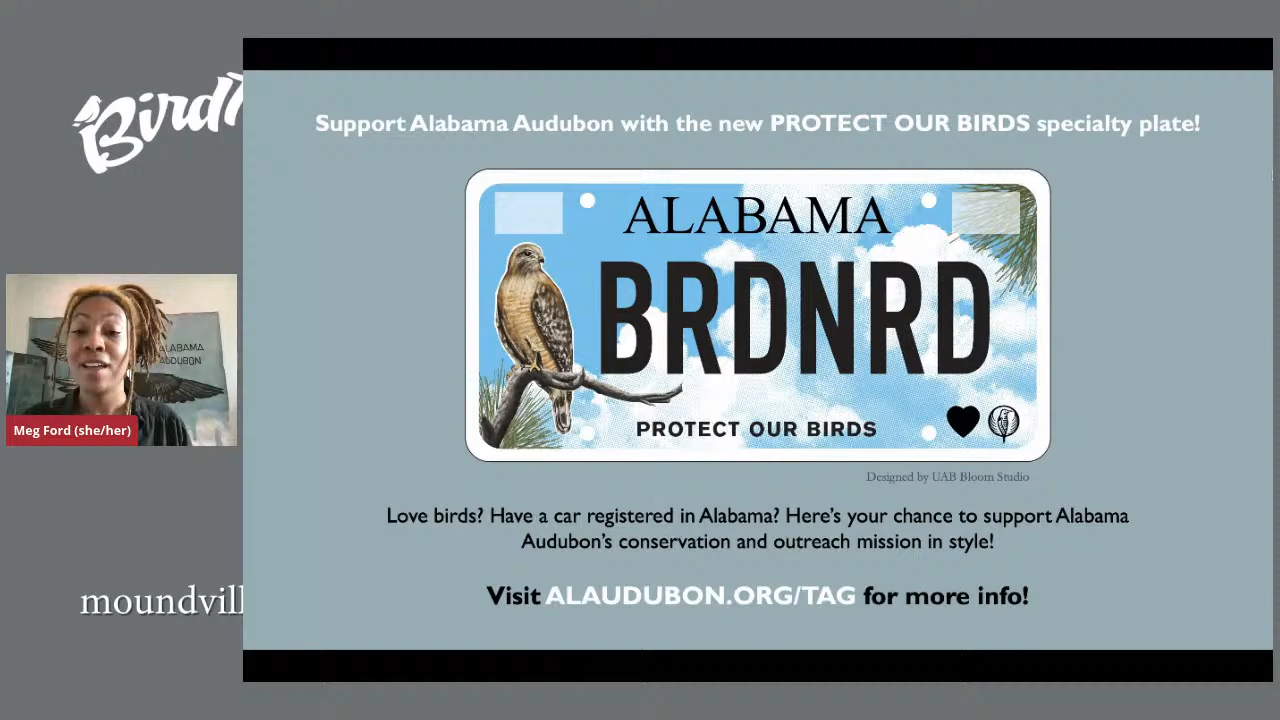 Support Alabama Audubon with the new PROTECT OUR BIRDS specialty plate!
ALABAMA
BRDNRD
PROTECT OUR BIRDS
Designed by UAB Bloom Studio
Love birds? Have a car registered in Alabama? Here's your chance to support Alabama
Audubon's conservation and outreach mission in style!
Visit ALAUDUBON.ORG/TAG for more info!
ALABAMA
AUDUBON
Meg Ford (she/her)